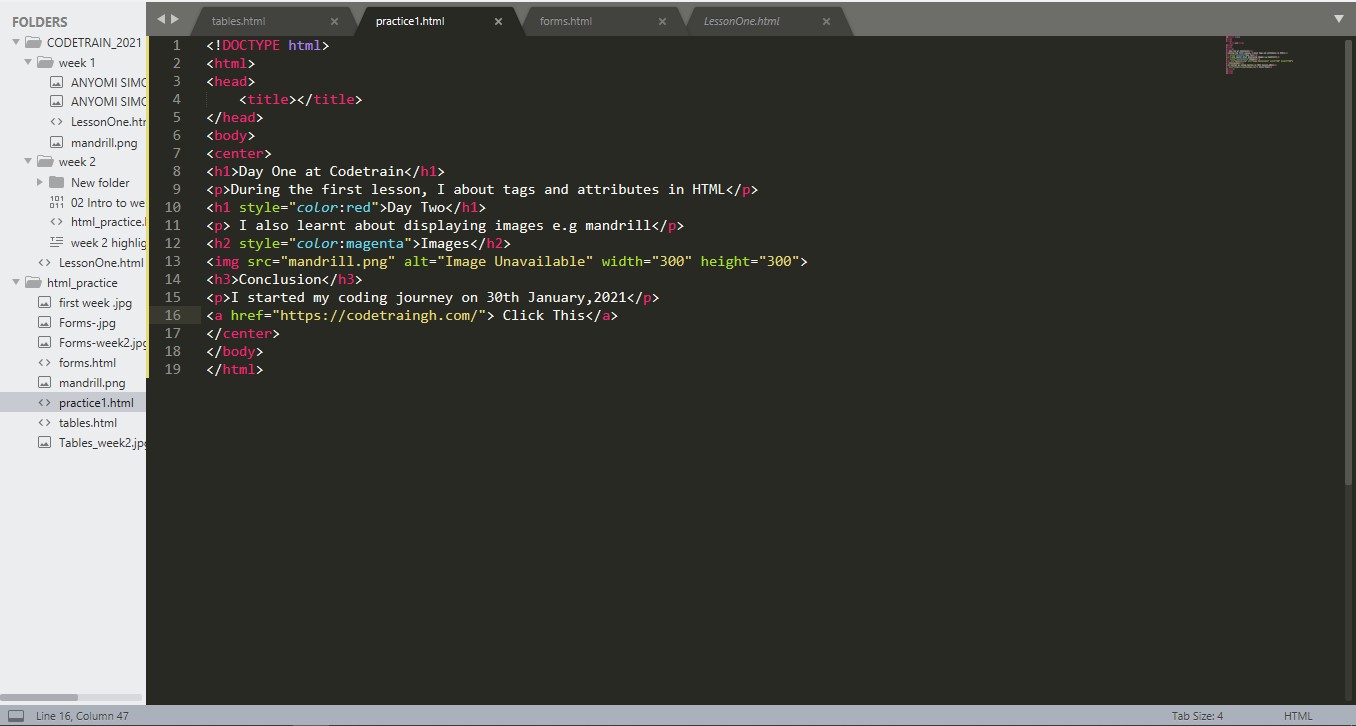 FOLDERS
CODETRAIN_2021
week 1
ANYOMI SIMO
ANYOMI SIMO
LessonOne.htm
mandrill.png
week 2
New folder
02 Intro to we
html_practice.h
week 2 highlig
LessonOne.html
html_practice
first week .jpg
Forms-.jpg
Forms-week2.jpg
forms.html
mandrill.png
practice1.html
tables.html
Tables_week2.jpg
tables.html
practice1.html
forms.html
LessonOne.html
1 <!DOCTYPE html>
2 <html>
3 <head>
4     <title></title>
5 </head>
6 <body>
7 <center>
8 <h1>Day One at Codetrain</h1>
9 <p>During the first lesson, I about tags and attributes in HTML</p>
10 <h1 style="color:red">Day Two</h1>
11 <p> I also learnt about displaying images e.g mandrill</p>
12 <h2 style="color:magenta">Images</h2>
13 <img src="mandrill.png" alt="Image Unavailable" width="300" height="300">
14 <h3>Conclusion</h3>
15 <p>I started my coding journey on 30th January,2021</p>
16 <a href="https://codetraingh.com/"> Click This</a>
17 </center>
18 </body>
19 </html>
Line 16, Column 47
Tab Size: 4
HTML